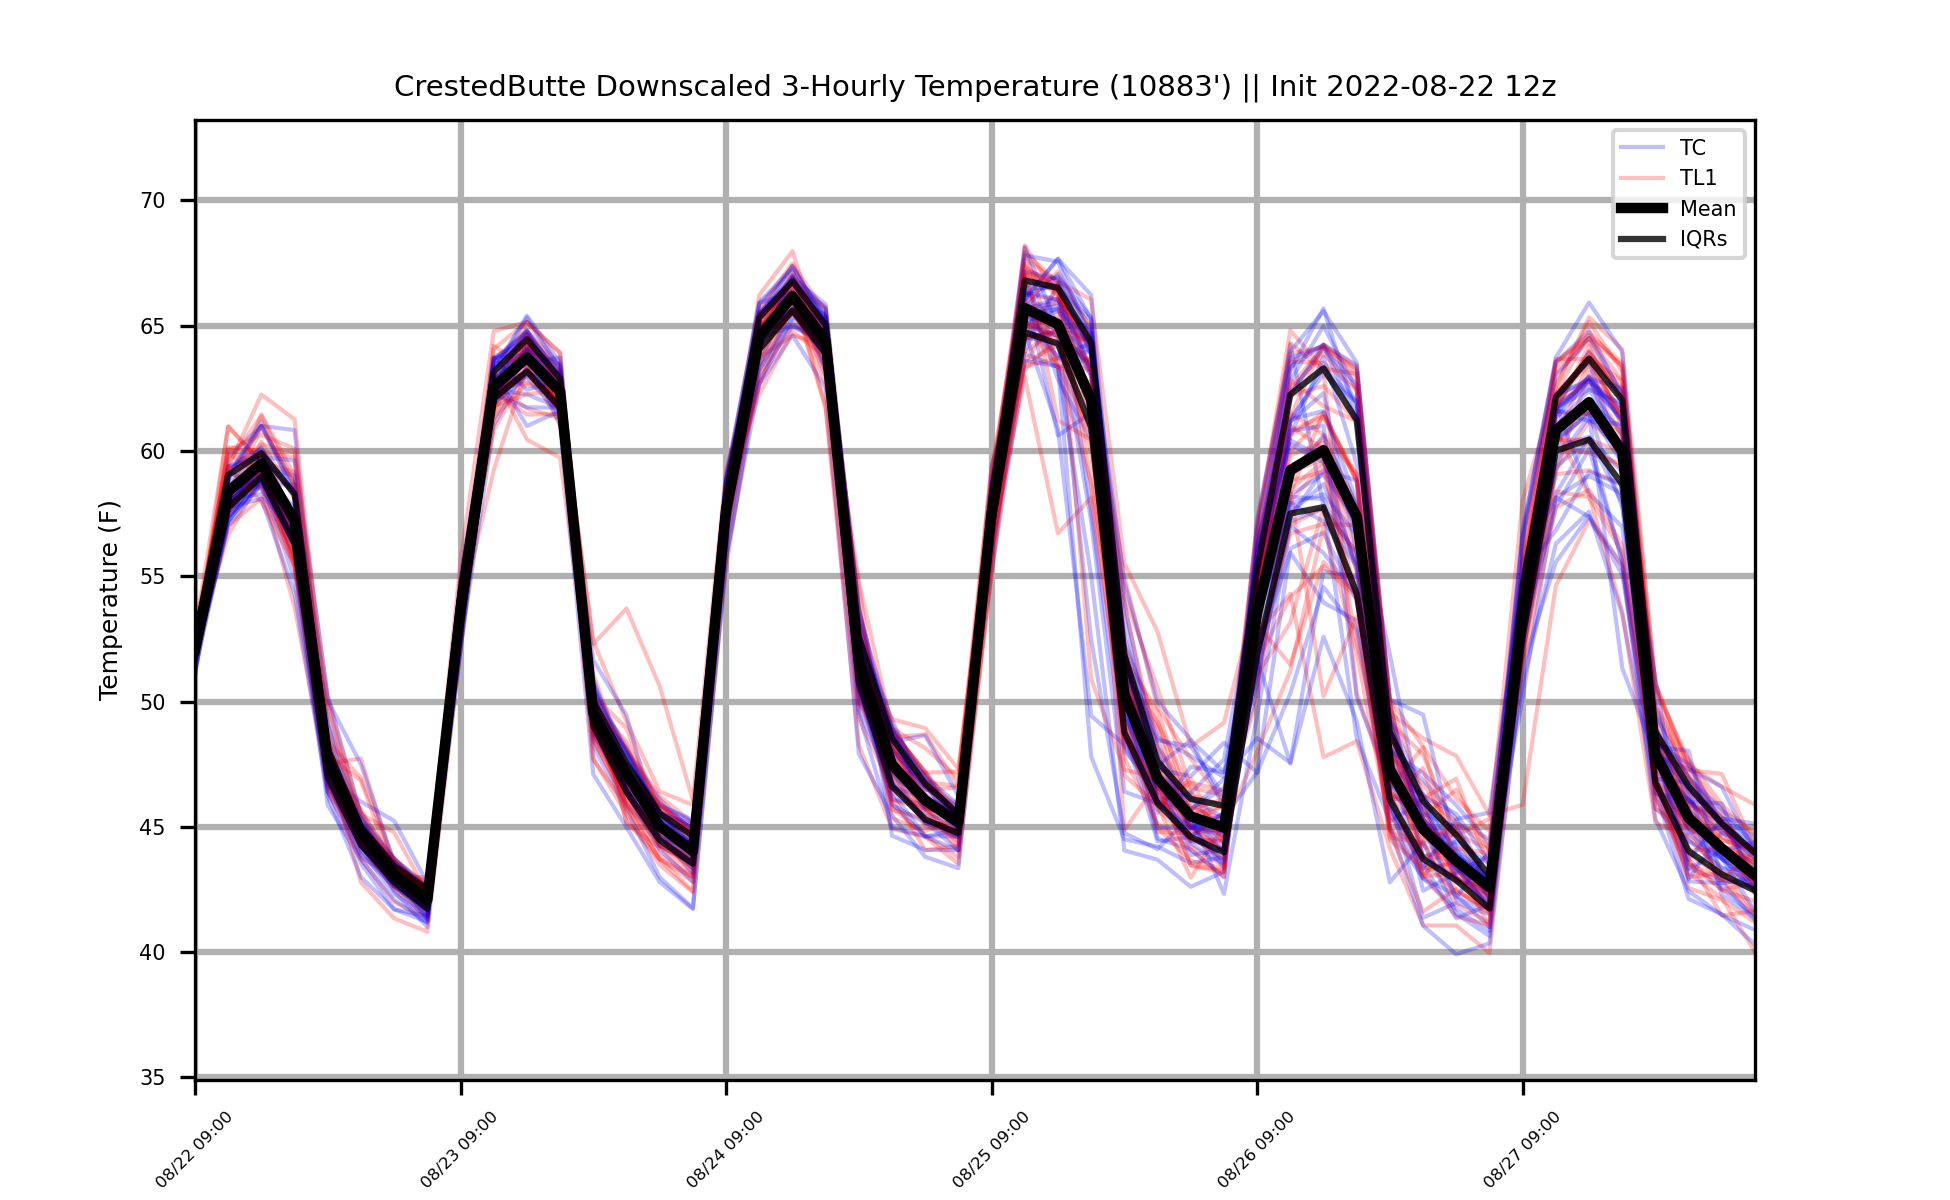 CrestedButte Downscaled 3-Hourly Temperature (10883') || Init 2022-08-22 12z
TC
TL1
Mean
IQRs
Temperature (F)
70
65
60
55
50
45
40
35
08/22 09:00
08/23 09:00
08/24 09:00
08/25 09:00
08/26 09:00
08/27 09:00